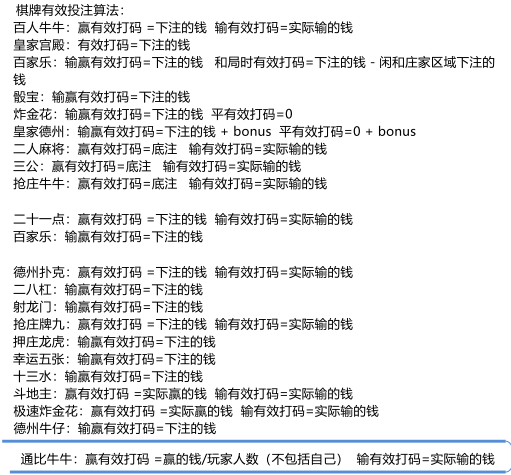 棋牌有效投注算法：
百人牛牛：赢有效打码 =下注的钱  输有效打码=实际输的钱
皇家宫殿：有效打码=下注的钱
百家乐：输赢有效打码=下注的钱   和局时有效打码=下注的钱 - 闲和庄家区域下注的
钱
骰宝：输赢有效打码=下注的钱
炸金花：输赢有效打码=下注的钱  平有效打码=0
皇家德州：输赢有效打码=下注的钱 + bonus  平有效打码=0 + bonus
二人麻将：赢有效打码=底注   输有效打码=实际输的钱
三公：赢有效打码=底注   输有效打码=实际输的钱
抢庄牛牛：赢有效打码=底注   输有效打码=实际输的钱
二十一点：赢有效打码 =下注的钱  输有效打码=实际输的钱
百家乐：输赢有效打码=下注的钱
德州扑克：赢有效打码 =下注的钱  输有效打码=实际输的钱
二八杠：输赢有效打码=下注的钱
射龙门：输赢有效打码=下注的钱
抢庄牌九：赢有效打码 =下注的钱  输有效打码=实际输的钱
押庄龙虎：输赢有效打码=下注的钱
幸运五张：输赢有效打码=下注的钱
十三水：输赢有效打码=下注的钱
斗地主：赢有效打码 =实际赢的钱  输有效打码=实际输的钱
极速炸金花：赢有效打码 =实际赢的钱  输有效打码=实际输的钱
德州牛仔：输赢有效打码=下注的钱
通比牛牛：赢有效打码 =赢的钱/玩家人数（不包括自己）  输有效打码=实际输的钱